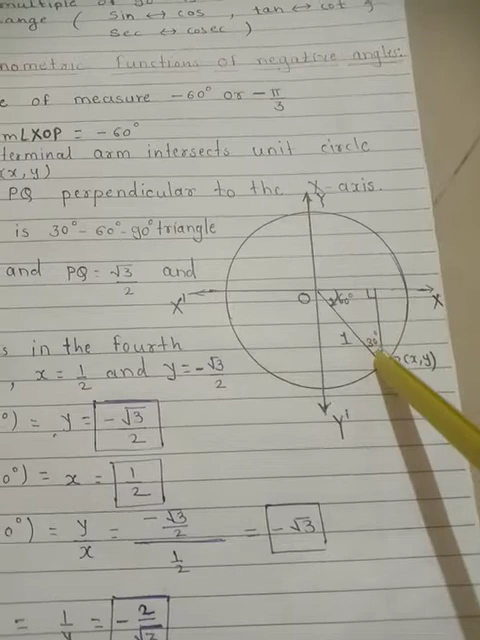 multiple of 90
ange ( sin ↔ cos , tan ↔ cot
sec ↔ cosec )
nometric functions of negative angles:
e of measure -60° or -π/3
m∠XOP = -60°
terminal arm intersects unit circle
(x, y)
PQ perpendicular to the X-axis.
is 30°-60°-90° triangle
and PQ = √3/2 and
s in the fourth
, x = 1/2 and y = -√3/2
°) = y = -√3/2
0°) = x = 1/2
0°) = y/x = (-√3/2)/(1/2) = -√3
= 1/y = -2/√3
Y
X'
O
60°
X
1
30°
(x,y)
Y'